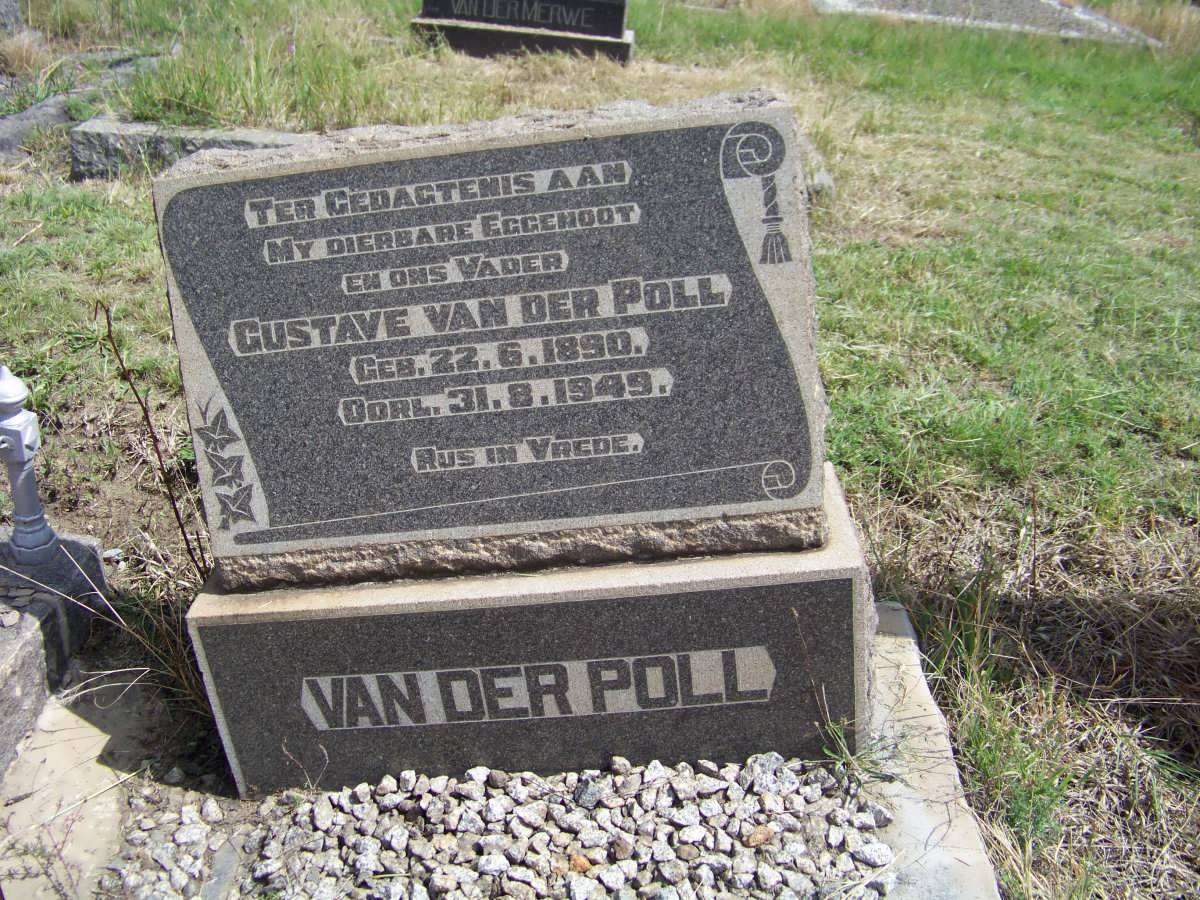 VAN DER MERWE
TER GEDAGTENIS AAN
MY DIERBARE EGGENOOT
EN ONS VADER
GUSTAVE VAN DER POLL
GEB. 22. 6. 1890.
OORL. 31. 8. 1949.
RUS IN VREDE.
VAN DER POLL